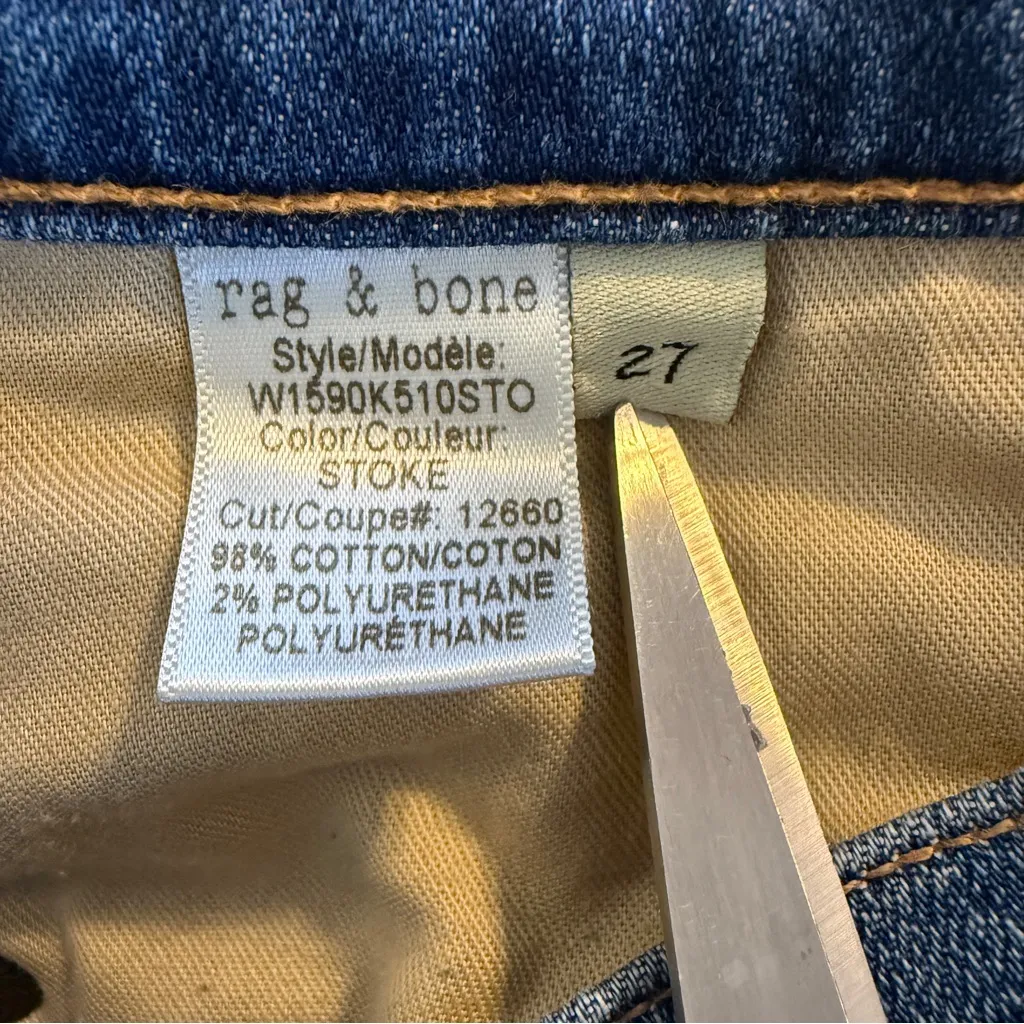 rag & bone
Style/Modèle:
W1590K510STO
Color/Couleur:
STOKE
Cut/Coupe#: 12660
98% COTTON/COTON
2% POLYURETHANE
POLYURÉTHANE
27